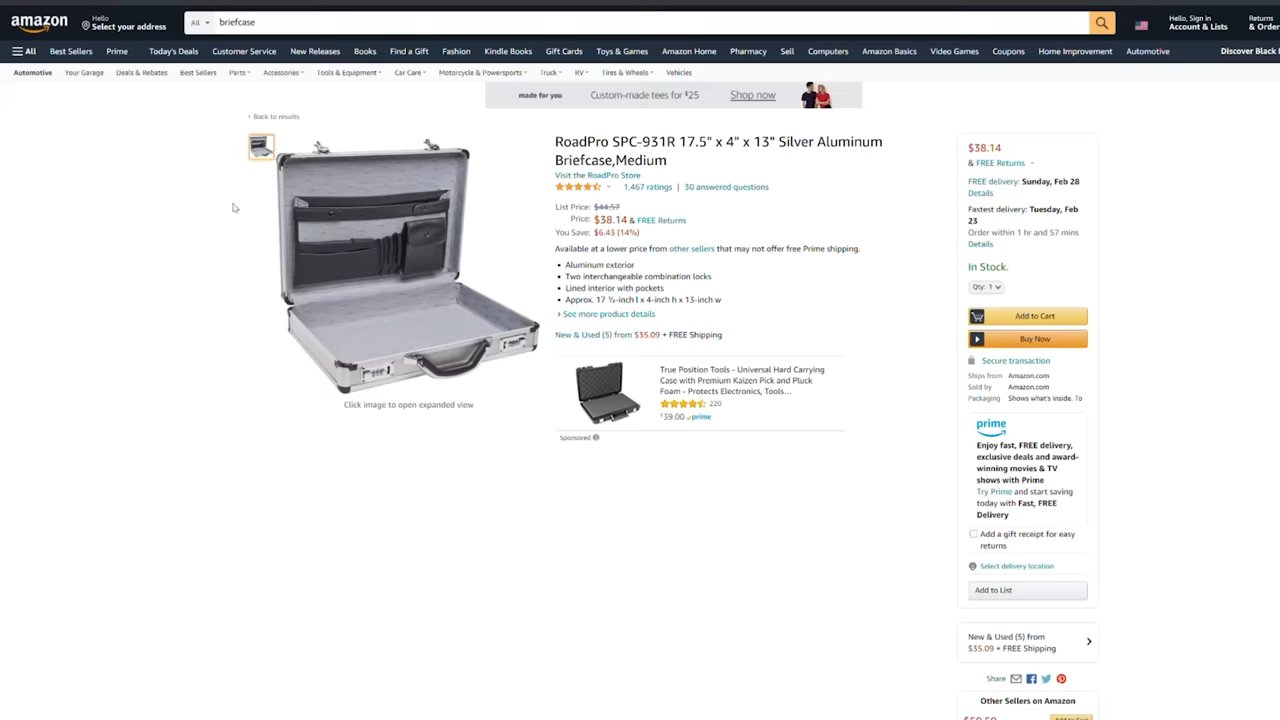 amazon
Hello
Select your address
All
briefcase
Hello, Sign in
Account & Lists
Returns
& Order
All
Best Sellers
Prime
Today's Deals
Customer Service
New Releases
Books
Find a Gift
Fashion
Kindle Books
Gift Cards
Toys & Games
Amazon Home
Pharmacy
Sell
Computers
Amazon Basics
Video Games
Coupons
Home Improvement
Automotive
Discover Black
Automotive
Your Garage
Deals & Rebates
Best Sellers
Parts
Accessories
Tools & Equipment
Car Care
Motorcycle & Powersports
Truck
RV
Tires & Wheels
Vehicles
made for you
Custom-made tees for $25
Shop now
‹ Back to results
Click image to open expanded view
RoadPro SPC-931R 17.5" x 4" x 13" Silver Aluminum
Briefcase,Medium
Visit the RoadPro Store
1,467 ratings | 30 answered questions
List Price: $44.57
Price: $38.14 & FREE Returns
You Save: $6.43 (14%)
Available at a lower price from other sellers that may not offer free Prime shipping.
• Aluminum exterior
• Two interchangeable combination locks
• Lined interior with pockets
• Approx. 17 ½-inch l x 4-inch h x 13-inch w
› See more product details
New & Used (5) from $35.09 + FREE Shipping
True Position Tools - Universal Hard Carrying
Case with Premium Kaizen Pick and Pluck
Foam - Protects Electronics, Tools...
220
$39.00 prime
Sponsored
$38.14
& FREE Returns
FREE delivery: Sunday, Feb 28
Details
Fastest delivery: Tuesday, Feb
23
Order within 1 hr and 57 mins
Details
In Stock.
Qty: 1
Add to Cart
Buy Now
Secure transaction
Ships from Amazon.com
Sold by Amazon.com
Packaging Shows what's inside. To
prime
Enjoy fast, FREE delivery,
exclusive deals and award-
winning movies & TV
shows with Prime
Try Prime and start saving
today with Fast, FREE
Delivery
Add a gift receipt for easy
returns
Select delivery location
Add to List
New & Used (5) from
$35.09 + FREE Shipping
Share
Other Sellers on Amazon